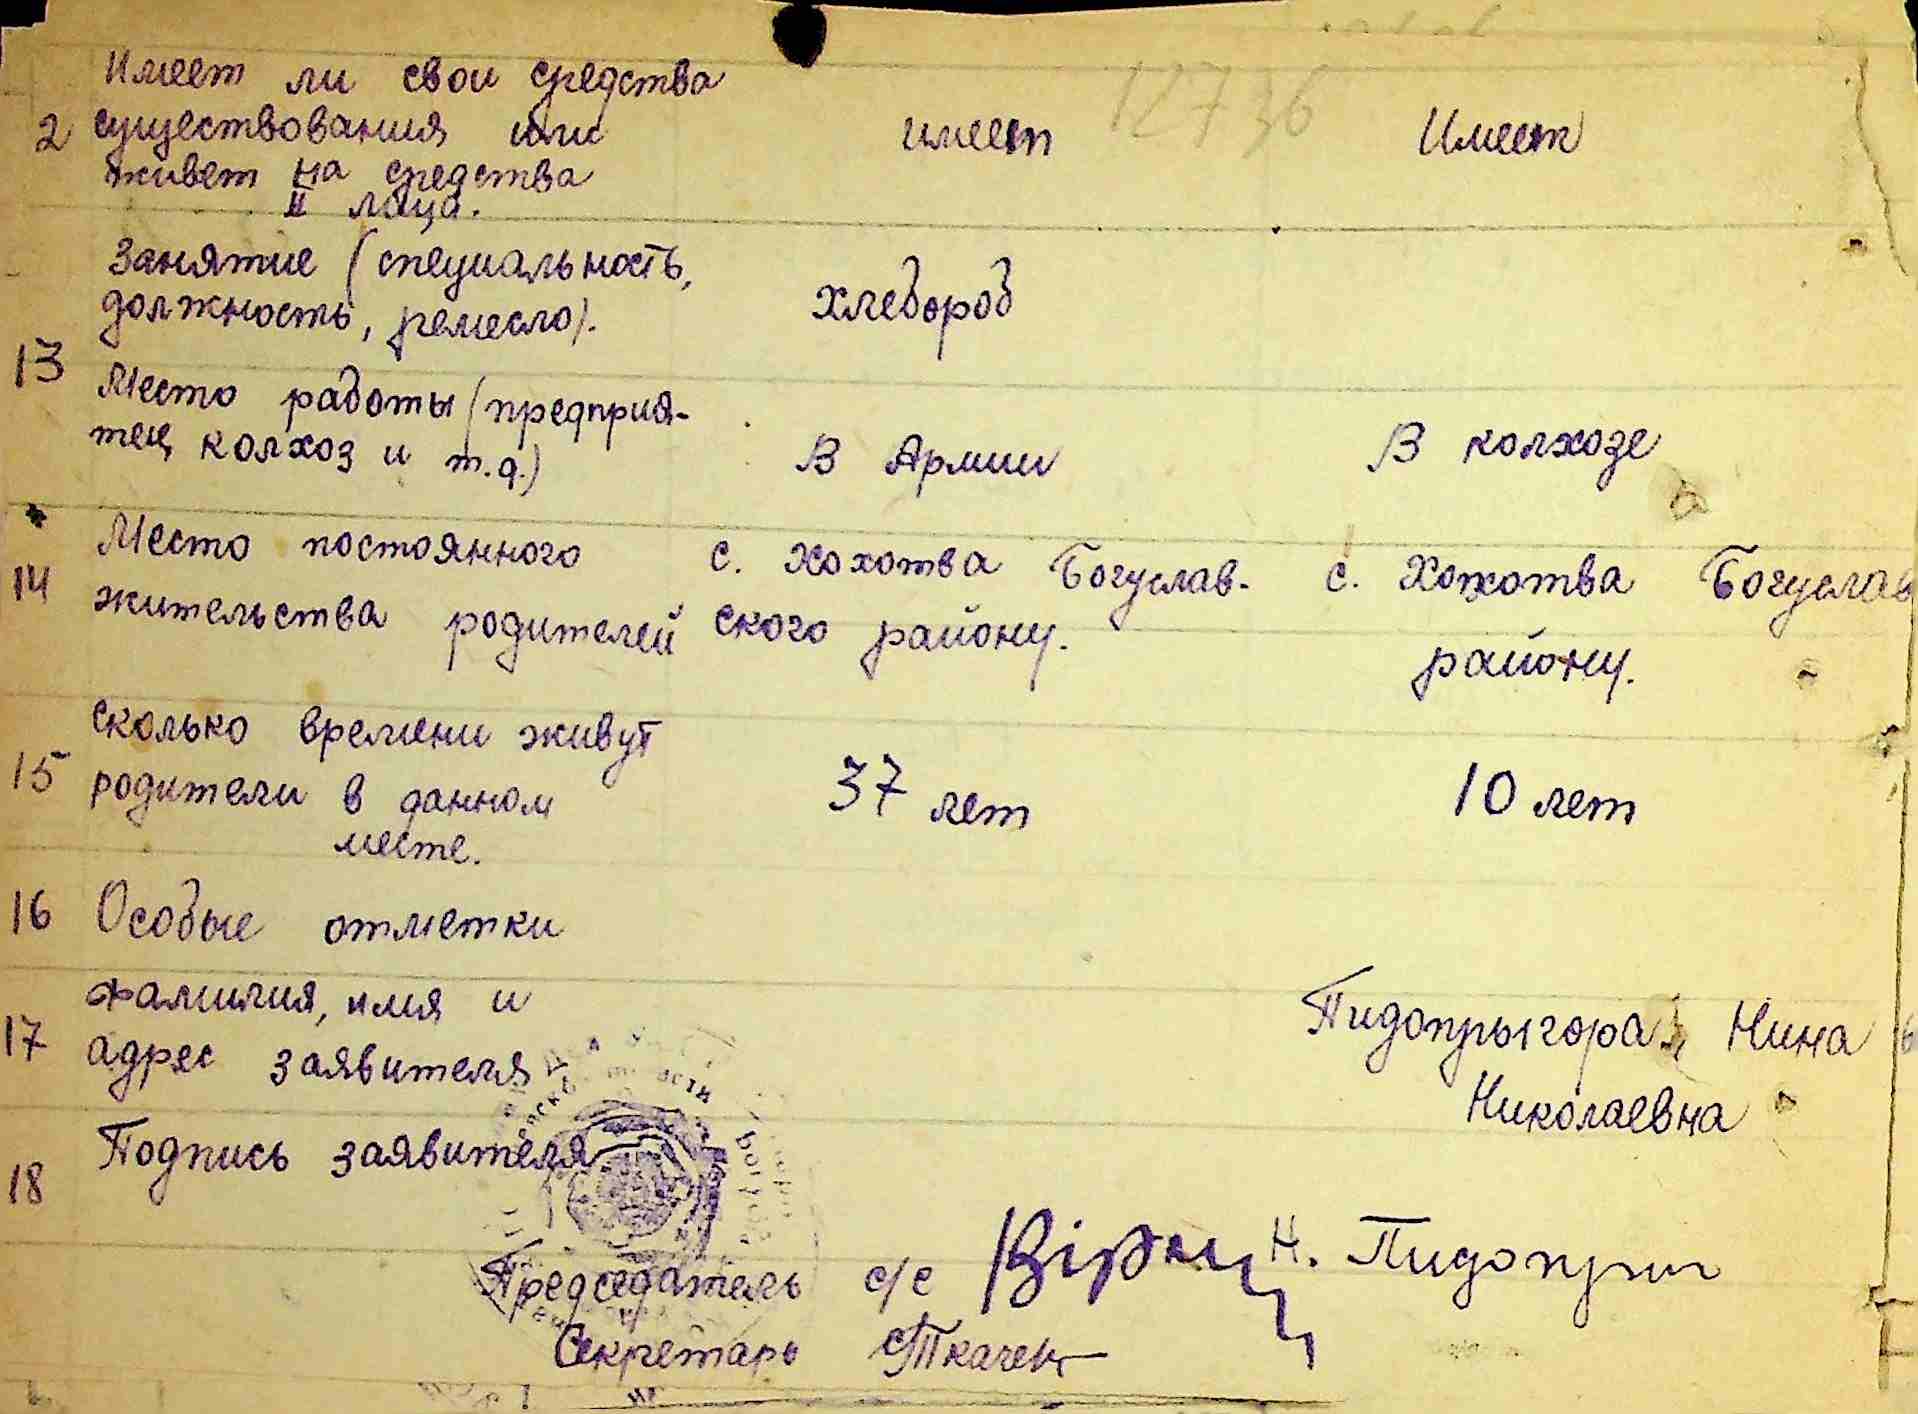 12736
Имеет ли свои средства
2 существования или имеет Имеет
живет на средства
II лица.
Занятие (специальность,
должность, ремесло). хлебороб
13
Место работы (предприя-
тец колхоз и т.д.) В Армии В колхозе
14 Место постоянного с. Хохотва Богуслав- с. Хохотва Богуслав
жительства родителей ского району. району.
Сколько времени живут
15 родители в данном 37 лет 10 лет
месте.
16 Особые отметки
Фамилия, имя и Пидопрыгора Нина
17 адрес заявителя Николаевна
18 Подпись заявителя
Председатель с/с Н. Пидоприг
Секретарь